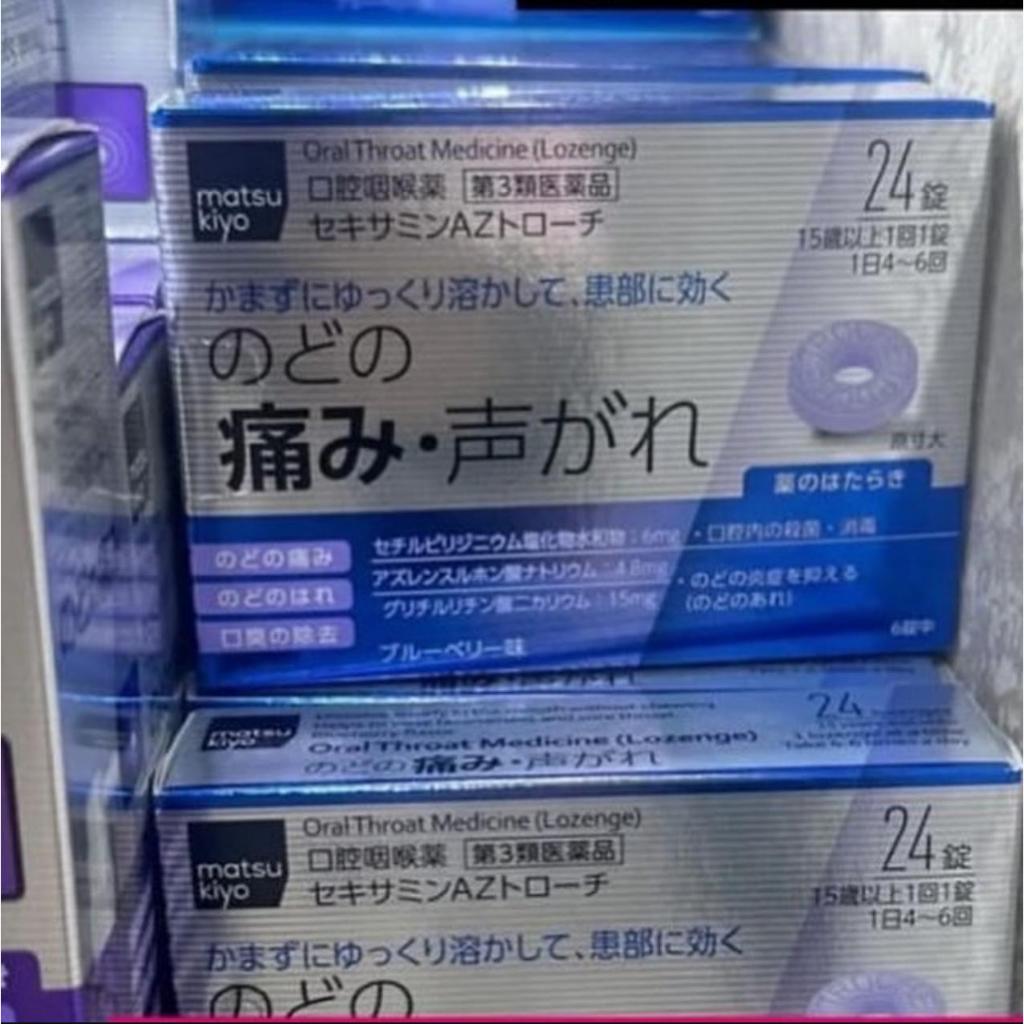 matsu
kiyo
Oral Throat Medicine (Lozenge)
口腔咽喉薬 第3類医薬品
セキサミンAZトローチ
24錠
15歳以上1回1錠
1日4～6回
かまずにゆっくり溶かして、患部に効く
のどの
痛み・声がれ
原寸大
薬のはたらき
のどの痛み
のどのはれ
口臭の除去
セチルピリジニウム塩化物水和物：6mg ・口腔内の殺菌・消毒
アズレンスルホン酸ナトリウム：4.8mg ・のどの炎症を抑える
グリチルリチン酸二カリウム：15mg （のどのあれ）
ブルーベリー味
6錠中
matsu
kiyo
Oral Throat Medicine (Lozenge)
のどの痛み・声がれ
24
matsu
kiyo
Oral Throat Medicine (Lozenge)
口腔咽喉薬 第3類医薬品
セキサミンAZトローチ
24錠
15歳以上1回1錠
1日4～6回
かまずにゆっくり溶かして、患部に効く
のどの